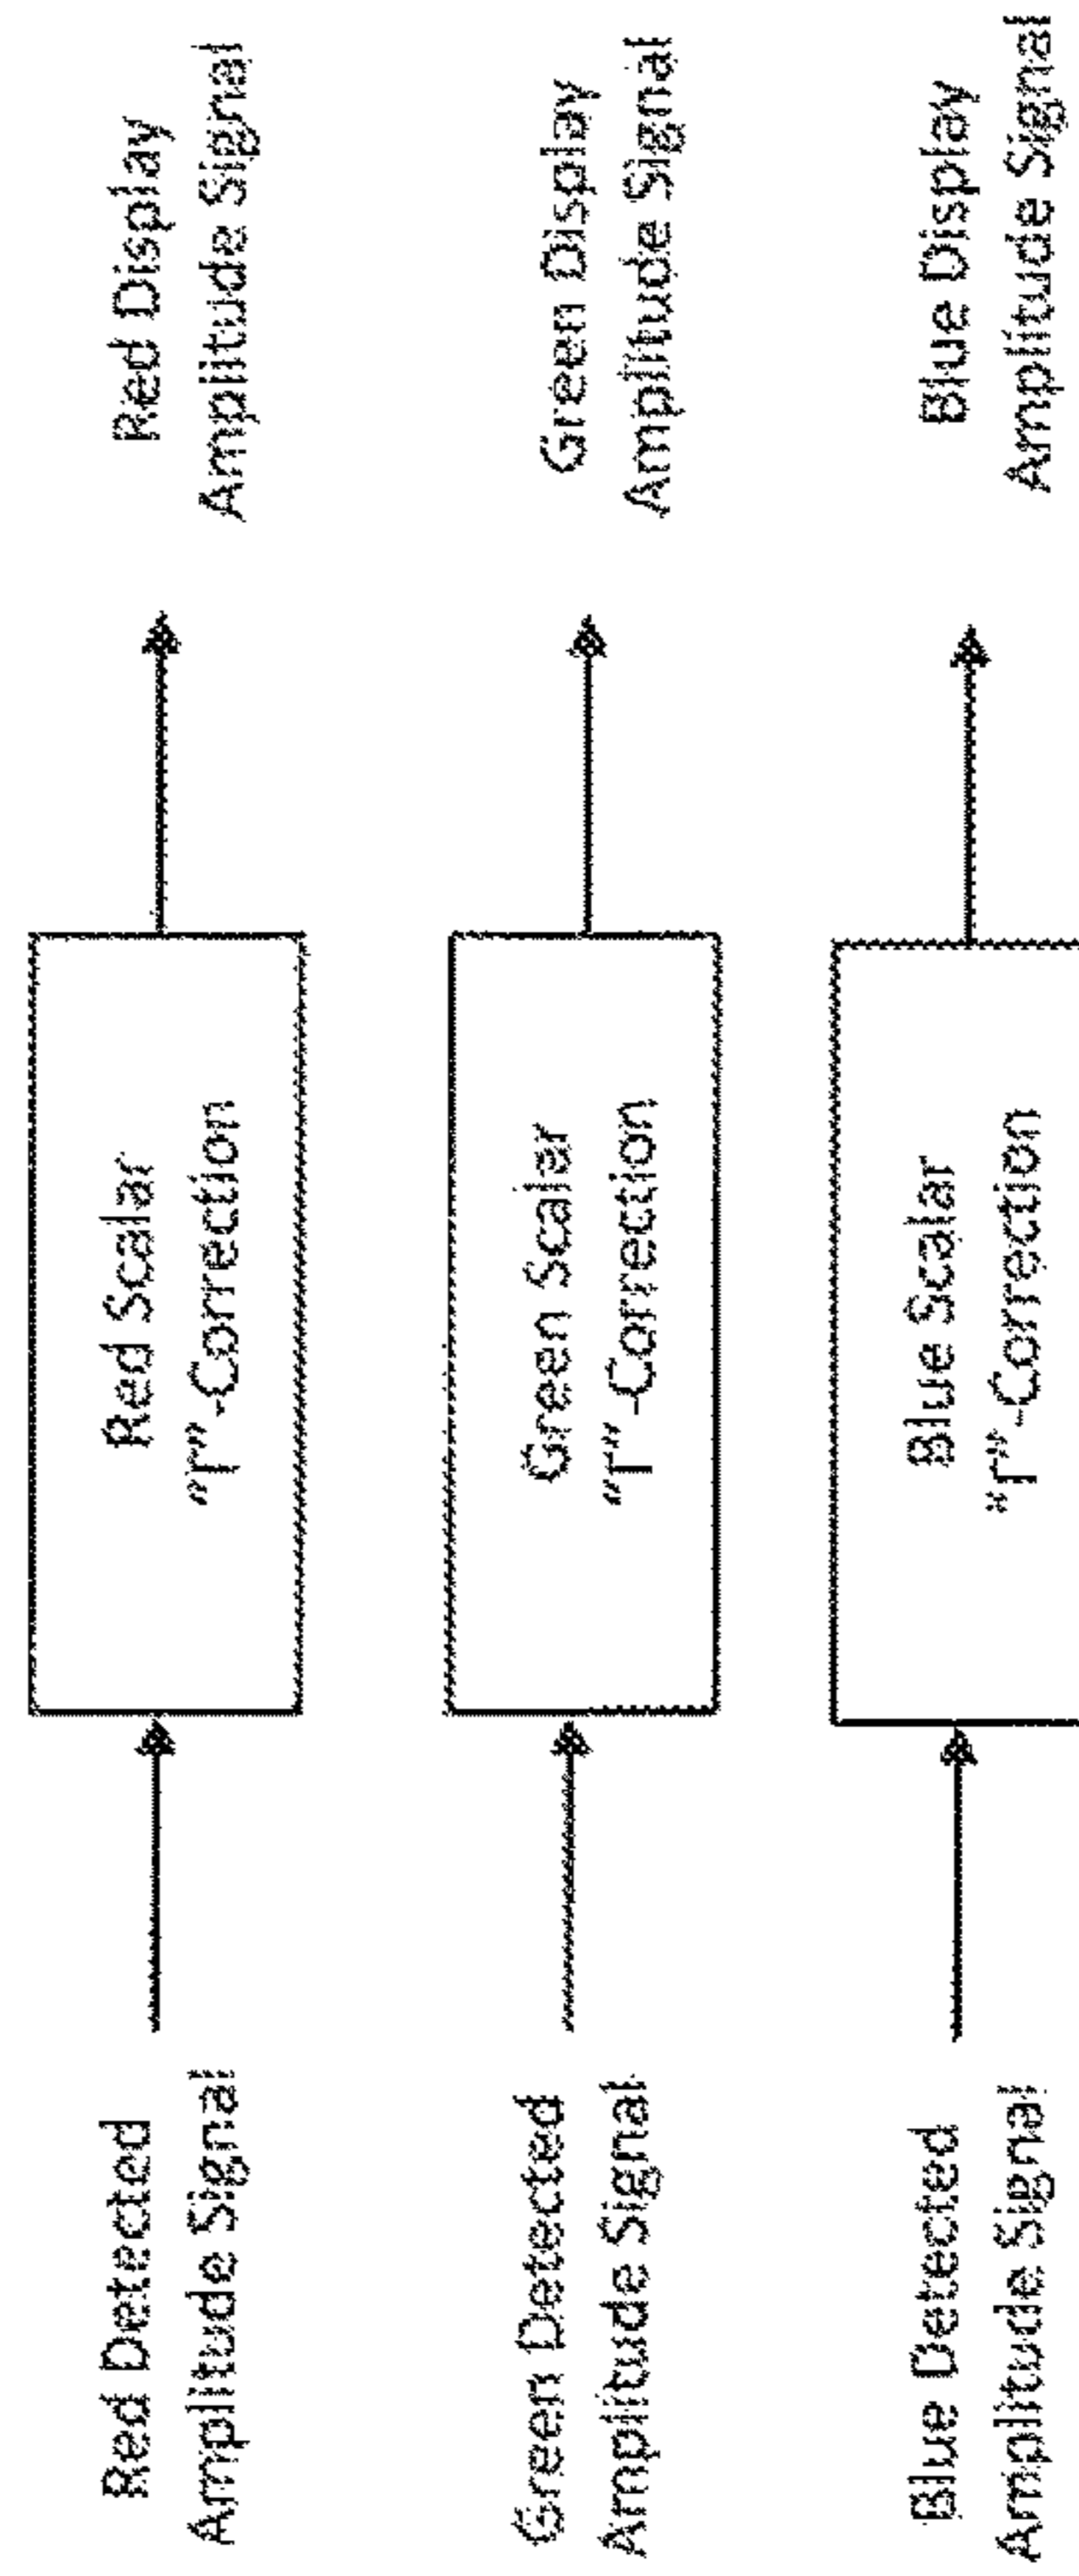 Red Detected
Amplitude Signal
Red Scalar
"Γ"-Correction
Red Display
Amplitude Signal
Green Detected
Amplitude Signal
Green Scalar
"Γ"-Correction
Green Display
Amplitude Signal
Blue Detected
Amplitude Signal
Blue Scalar
"Γ"-Correction
Blue Display
Amplitude Signal